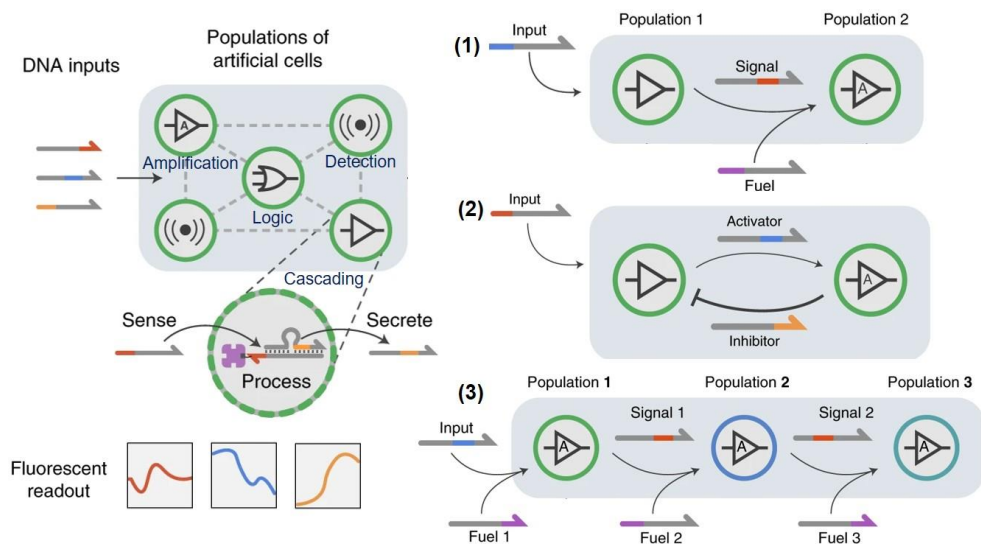 DNA inputs
Populations of
artificial cells
A
Amplification
Detection
Logic
Cascading
Sense
Secrete
Process
Fluorescent
readout
(1)
Input
Population 1
Population 2
Signal
A
Fuel
(2)
Input
Activator
A
Inhibitor
(3)
Population 1
Population 2
Population 3
Input
Signal 1
Signal 2
A
A
A
Fuel 1
Fuel 2
Fuel 3